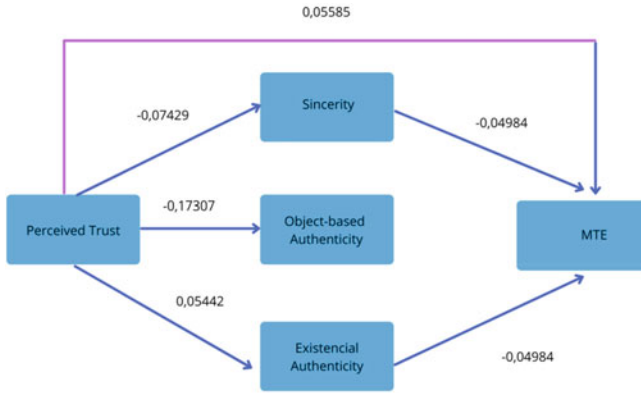 0,05585
Sincerity
-0,07429
-0,04984
-0,17307
Perceived Trust
Object-based
Authenticity
MTE
0,05442
Existencial
Authenticity
-0,04984